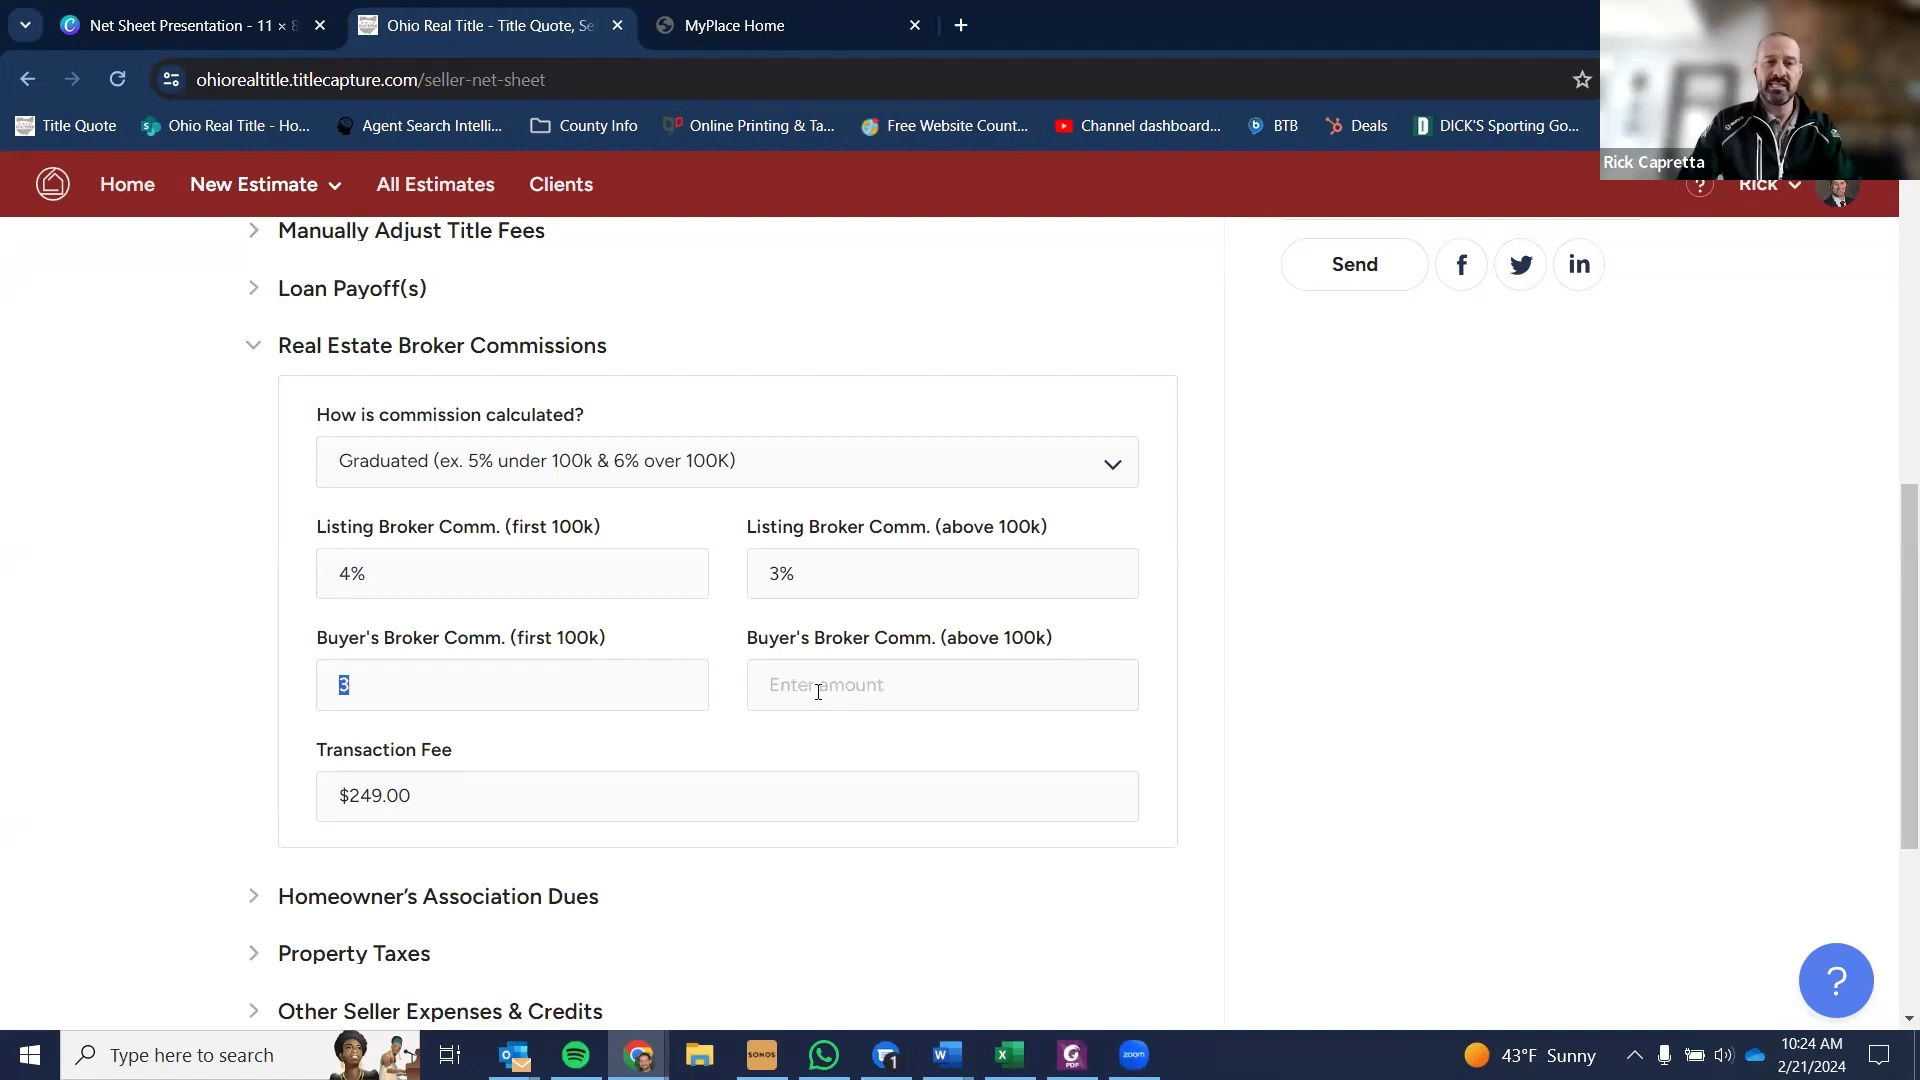 Net Sheet Presentation - 11 × 8
Ohio Real Title - Title Quote, Se
MyPlace Home
ohiorealtitle.titlecapture.com/seller-net-sheet
Title Quote
Ohio Real Title - Ho...
Agent Search Intelli...
County Info
Online Printing & Ta...
Free Website Count...
Channel dashboard...
BTB
Deals
DICK'S Sporting Go...
Rick Capretta
Home
New Estimate
All Estimates
Clients
?
Rick
Manually Adjust Title Fees
Send
Loan Payoff(s)
Real Estate Broker Commissions
How is commission calculated?
Graduated (ex. 5% under 100k & 6% over 100K)
Listing Broker Comm. (first 100k)
Listing Broker Comm. (above 100k)
4%
3%
Buyer's Broker Comm. (first 100k)
Buyer's Broker Comm. (above 100k)
3
Enter amount
Transaction Fee
$249.00
Homeowner's Association Dues
Property Taxes
Other Seller Expenses & Credits
?
Type here to search
SONOS
1
PDF
zoom
43°F Sunny
10:24 AM
2/21/2024